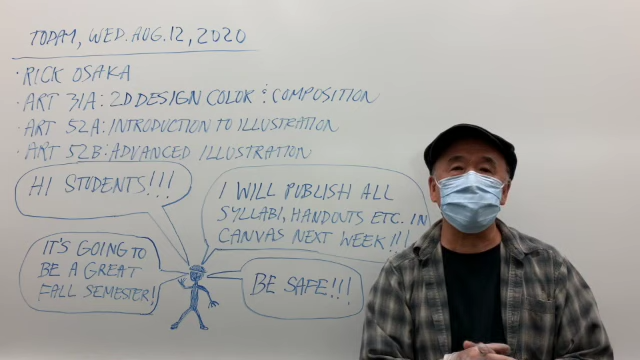 TODAY, WED. AUG. 12, 2020
· RICK OSAKA
· ART 31A: 2D DESIGN COLOR & COMPOSITION
· ART 52A: INTRODUCTION TO ILLUSTRATION
· ART 52B: ADVANCED ILLUSTRATION
HI STUDENTS!!!
I WILL PUBLISH ALL
SYLLABI, HANDOUTS ETC. IN
CANVAS NEXT WEEK!!!
IT'S GOING TO
BE A GREAT
FALL SEMESTER!
BE SAFE!!!